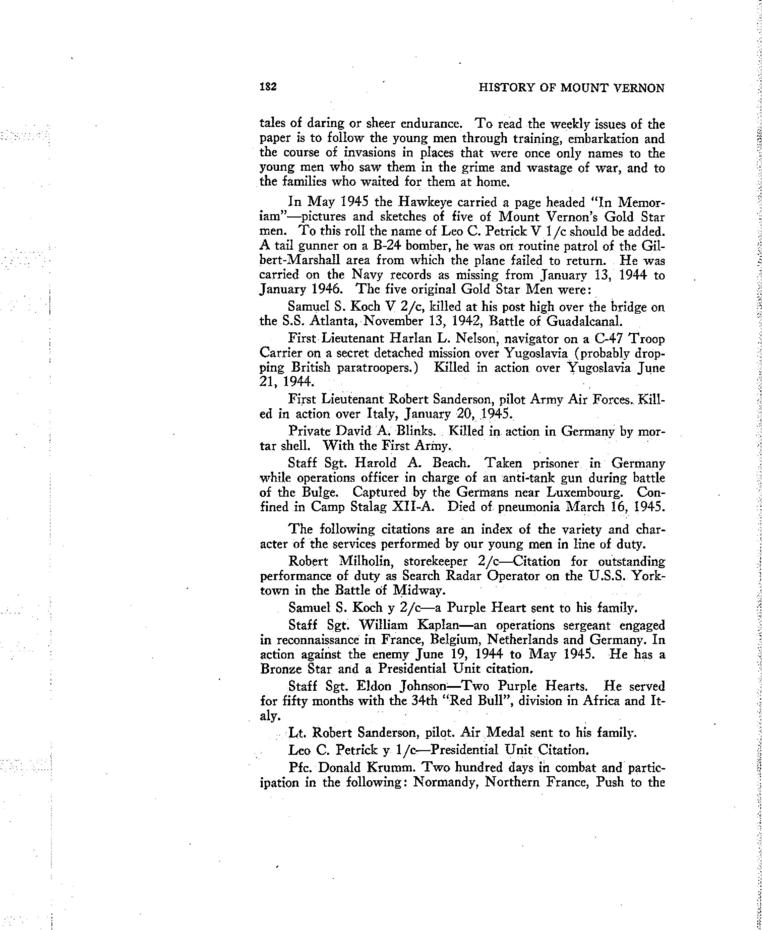 182 HISTORY OF MOUNT VERNON
tales of daring or sheer endurance. To read the weekly issues of the
paper is to follow the young men through training, embarkation and
the course of invasions in places that were once only names to the
young men who saw them in the grime and wastage of war, and to
the families who waited for them at home.
In May 1945 the Hawkeye carried a page headed "In Memor-
iam"—pictures and sketches of five of Mount Vernon's Gold Star
men. To this roll the name of Leo C. Petrick V 1/c should be added.
A tail gunner on a B-24 bomber, he was on routine patrol of the Gil-
bert-Marshall area from which the plane failed to return. He was
carried on the Navy records as missing from January 13, 1944 to
January 1946. The five original Gold Star Men were:
Samuel S. Koch V 2/c, killed at his post high over the bridge on
the S.S. Atlanta, November 13, 1942, Battle of Guadalcanal.
First Lieutenant Harlan L. Nelson, navigator on a C-47 Troop
Carrier on a secret detached mission over Yugoslavia (probably drop-
ping British paratroopers.) Killed in action over Yugoslavia June
21, 1944.
First Lieutenant Robert Sanderson, pilot Army Air Forces. Kill-
ed in action over Italy, January 20, 1945.
Private David A. Blinks. Killed in action in Germany by mor-
tar shell. With the First Army.
Staff Sgt. Harold A. Beach. Taken prisoner in Germany
while operations officer in charge of an anti-tank gun during battle
of the Bulge. Captured by the Germans near Luxembourg. Con-
fined in Camp Stalag XII-A. Died of pneumonia March 16, 1945.
The following citations are an index of the variety and char-
acter of the services performed by our young men in line of duty.
Robert Milholin, storekeeper 2/c—Citation for outstanding
performance of duty as Search Radar Operator on the U.S.S. York-
town in the Battle of Midway.
Samuel S. Koch y 2/c—a Purple Heart sent to his family.
Staff Sgt. William Kaplan—an operations sergeant engaged
in reconnaissance in France, Belgium, Netherlands and Germany. In
action against the enemy June 19, 1944 to May 1945. He has a
Bronze Star and a Presidential Unit citation.
Staff Sgt. Eldon Johnson—Two Purple Hearts. He served
for fifty months with the 34th "Red Bull", division in Africa and It-
aly.
Lt. Robert Sanderson, pilot. Air Medal sent to his family.
Leo C. Petrick y 1/c—Presidential Unit Citation.
Pfc. Donald Krumm. Two hundred days in combat and partic-
ipation in the following: Normandy, Northern France, Push to the